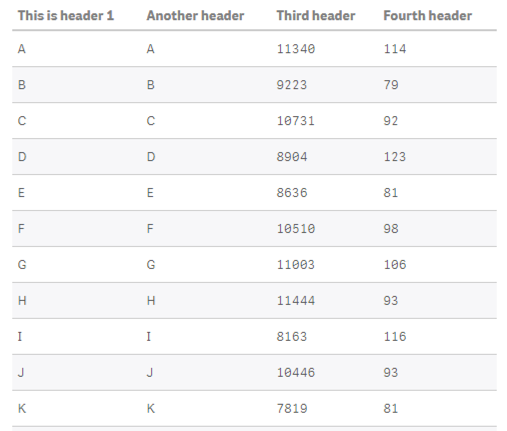 This is header 1 Another header Third header Fourth header
A A 11340 114
B B 9223 79
C C 10731 92
D D 8904 123
E E 8636 81
F F 10510 98
G G 11003 106
H H 11444 93
I I 8163 116
J J 10446 93
K K 7819 81